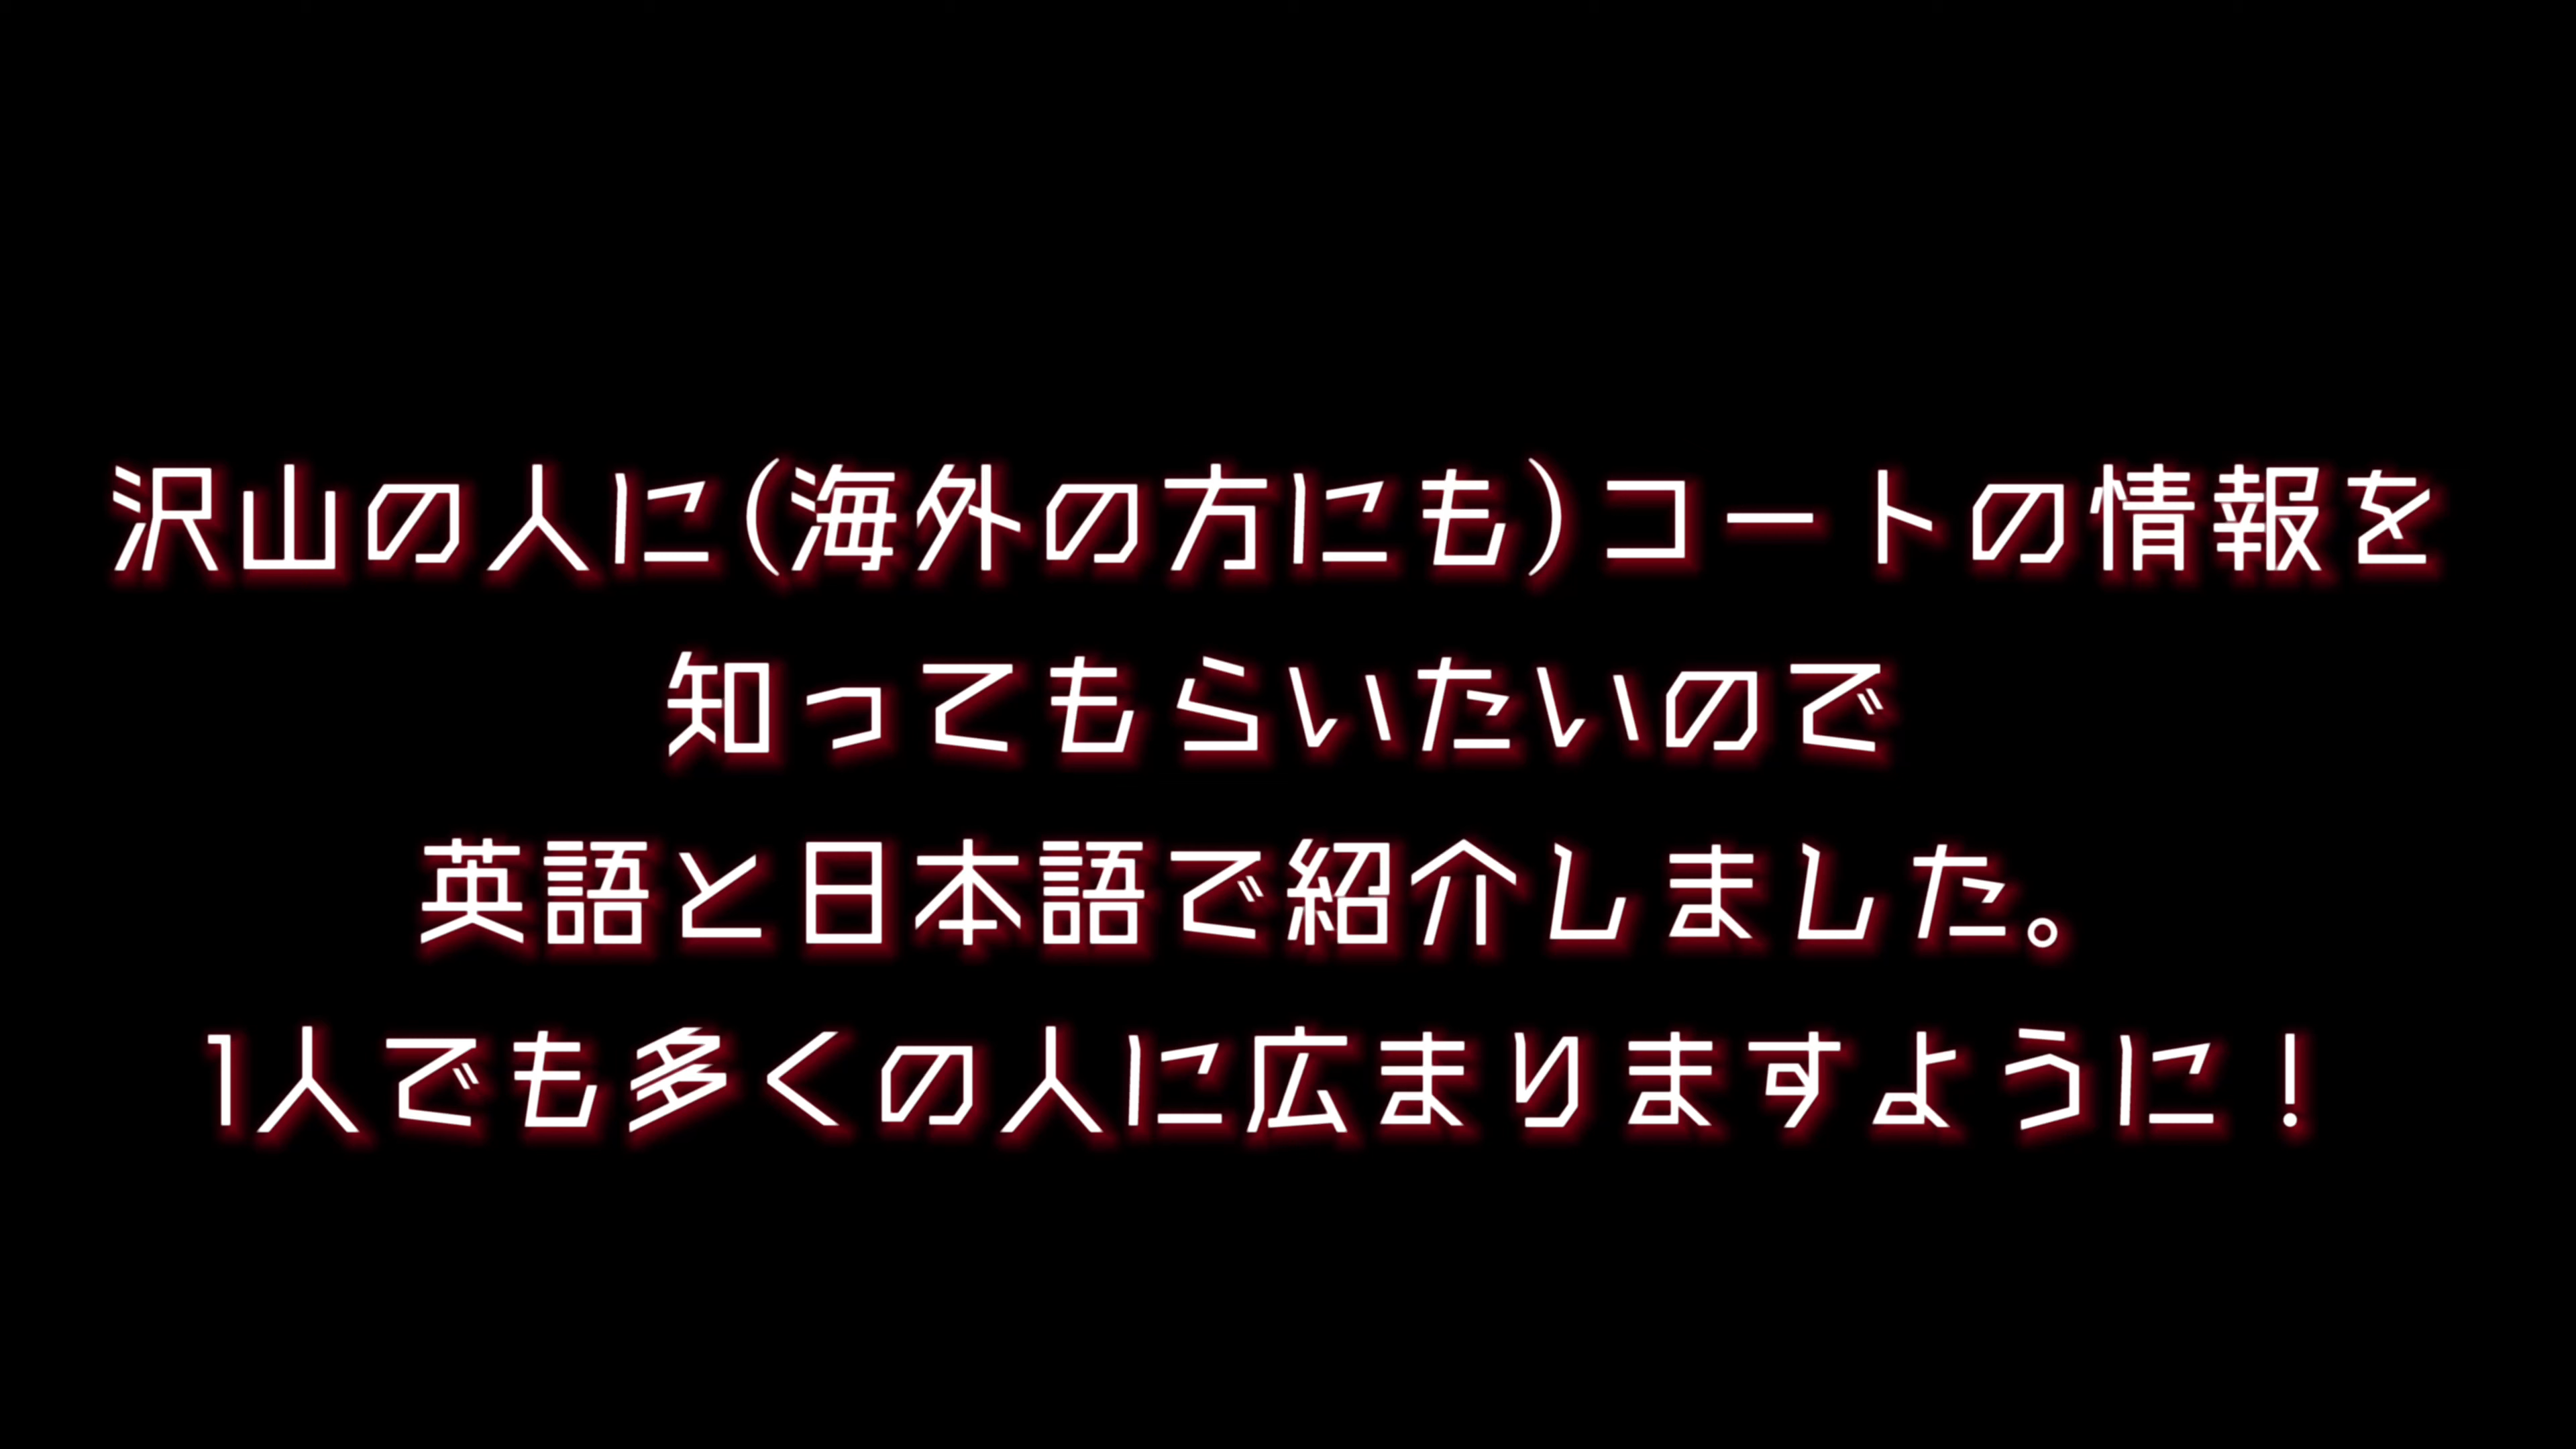 沢山の人に(海外の方にも)コートの情報を
知ってもらいたいので
英語と日本語で紹介しました。
1人でも多くの人に広まりますように!